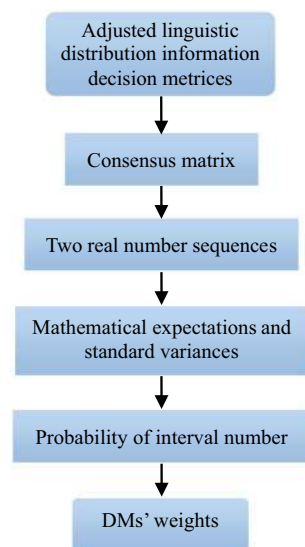 Adjusted linguistic
distribution information
decision metrices
Consensus matrix
Two real number sequences
Mathematical expectations and
standard variances
Probability of interval number
DMs' weights